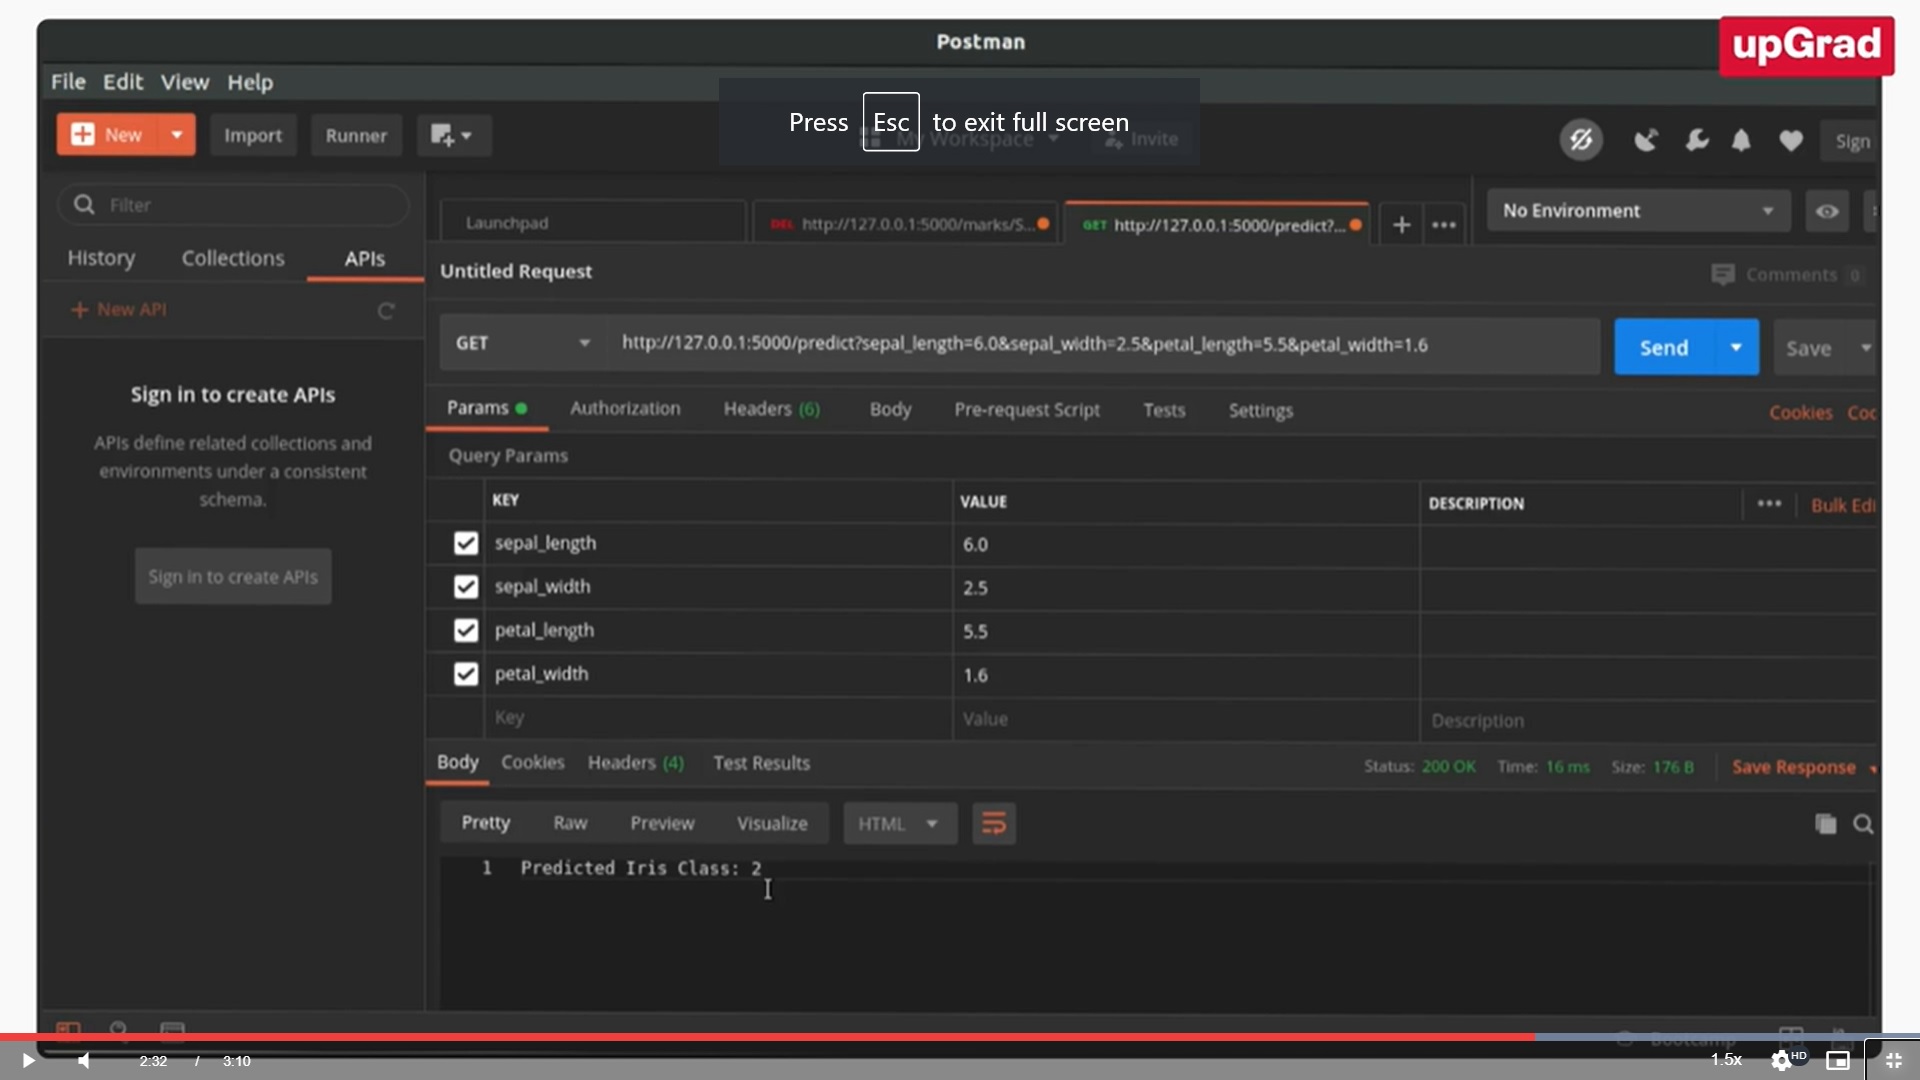 Postman
upGrad
File Edit View Help
Press Esc to exit full screen
New Import Runner My Workspace Invite Sign
Filter
Launchpad DEL http://127.0.0.1:5000/marks/S... GET http://127.0.0.1:5000/predict?... + ••• No Environment
History Collections APIs
Untitled Request Comments 0
+ New API
GET http://127.0.0.1:5000/predict?sepal_length=6.0&sepal_width=2.5&petal_length=5.5&petal_width=1.6 Send Save
Sign in to create APIs
APIs define related collections and
environments under a consistent
schema.
Sign in to create APIs
Params Authorization Headers (6) Body Pre-request Script Tests Settings Cookies Coc
Query Params
KEY VALUE DESCRIPTION ••• Bulk Edi
sepal_length 6.0
sepal_width 2.5
petal_length 5.5
petal_width 1.6
Key Value Description
Body Cookies Headers (4) Test Results Status: 200 OK Time: 16 ms Size: 176 B Save Response
Pretty Raw Preview Visualize HTML
1 Predicted Iris Class: 2
Bootcamp
2:32 / 3:10 1.5x HD